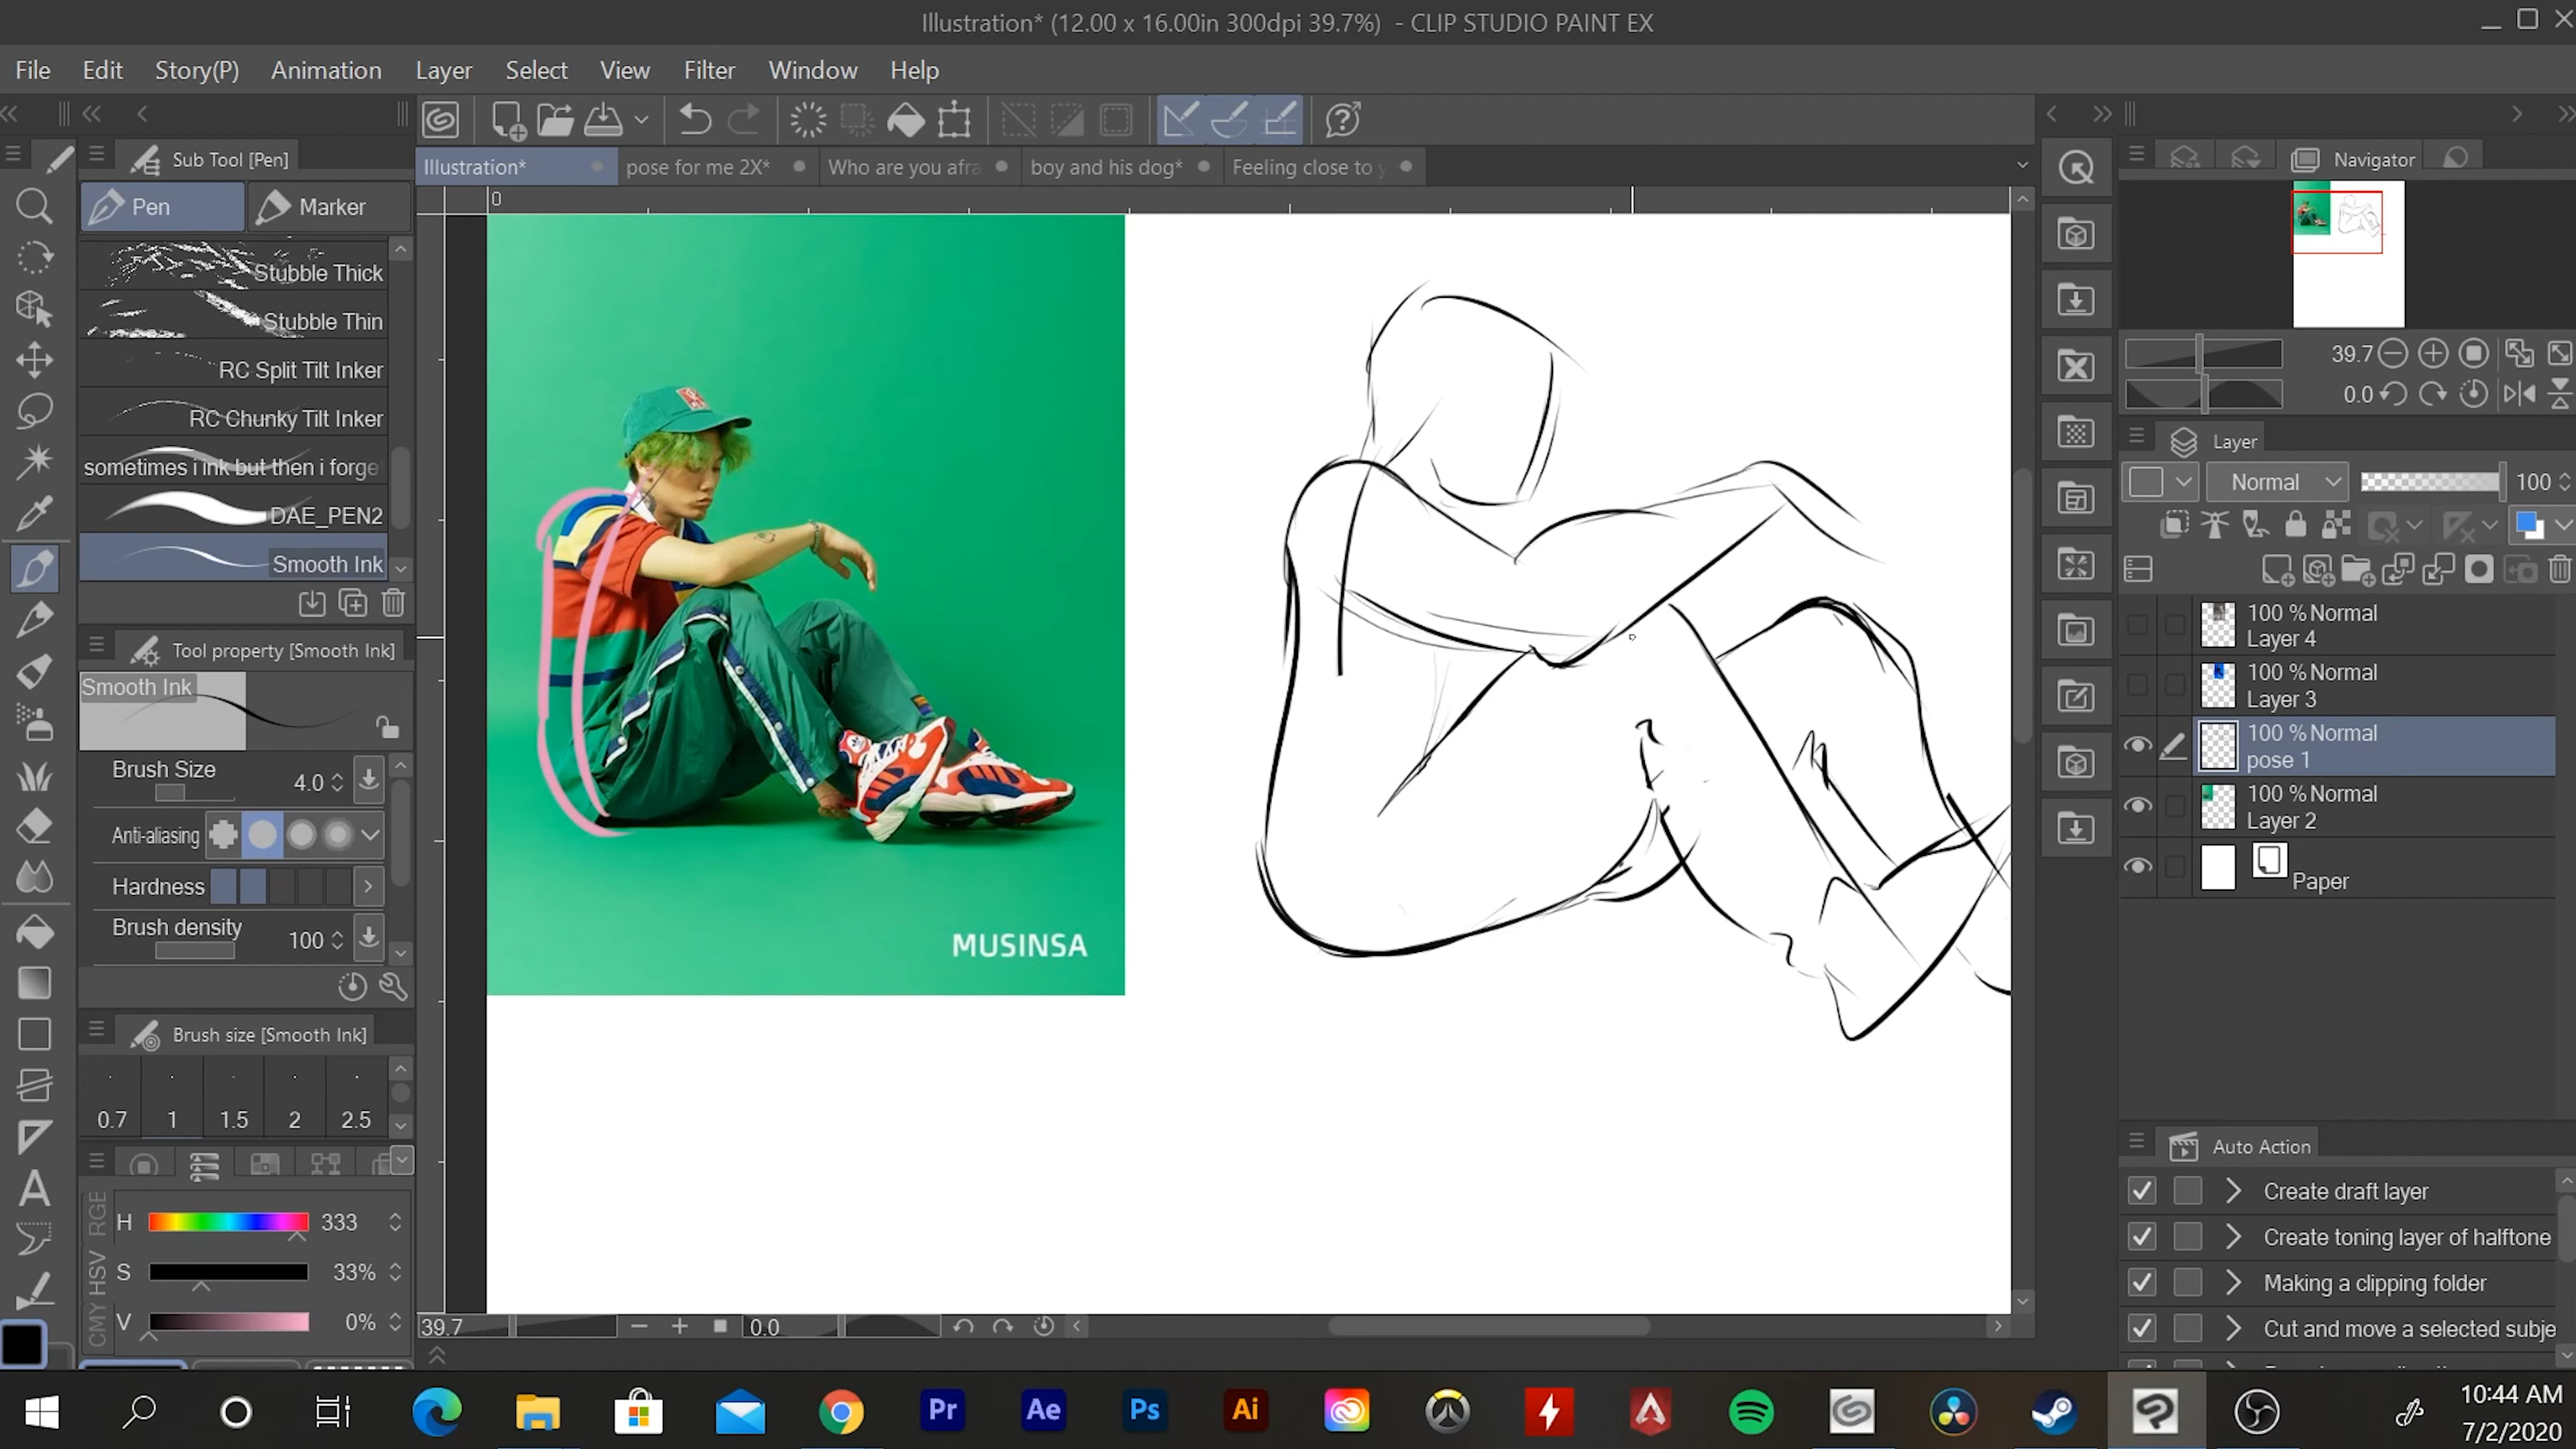 Illustration* (12.00 x 16.00in 300dpi 39.7%) - CLIP STUDIO PAINT EX
File Edit Story(P) Animation Layer Select View Filter Window Help
Sub Tool [Pen]
Pen Marker
Stubble Thick
Stubble Thin
RC Split Tilt Inker
RC Chunky Tilt Inker
sometimes i ink but then i forge
DAE_PEN2
Smooth Ink
Tool property [Smooth Ink]
Smooth Ink
Brush Size 4.0
Anti-aliasing
Hardness
Brush density 100
Brush size [Smooth Ink]
0.7 1 1.5 2 2.5
RGE
HSV
CMY
H 333
S 33%
V 0%
Illustration* pose for me 2X* Who are you afra boy and his dog* Feeling close to y
0
MUSINSA
39.7 0.0
Navigator
39.7
0.0
Layer
Normal 100
100 % Normal
Layer 4
100 % Normal
Layer 3
100 % Normal
pose 1
100 % Normal
Layer 2
Paper
Auto Action
Create draft layer
Create toning layer of halftone
Making a clipping folder
Cut and move a selected subje
Pr Ae Ps Ai
10:44 AM
7/2/2020